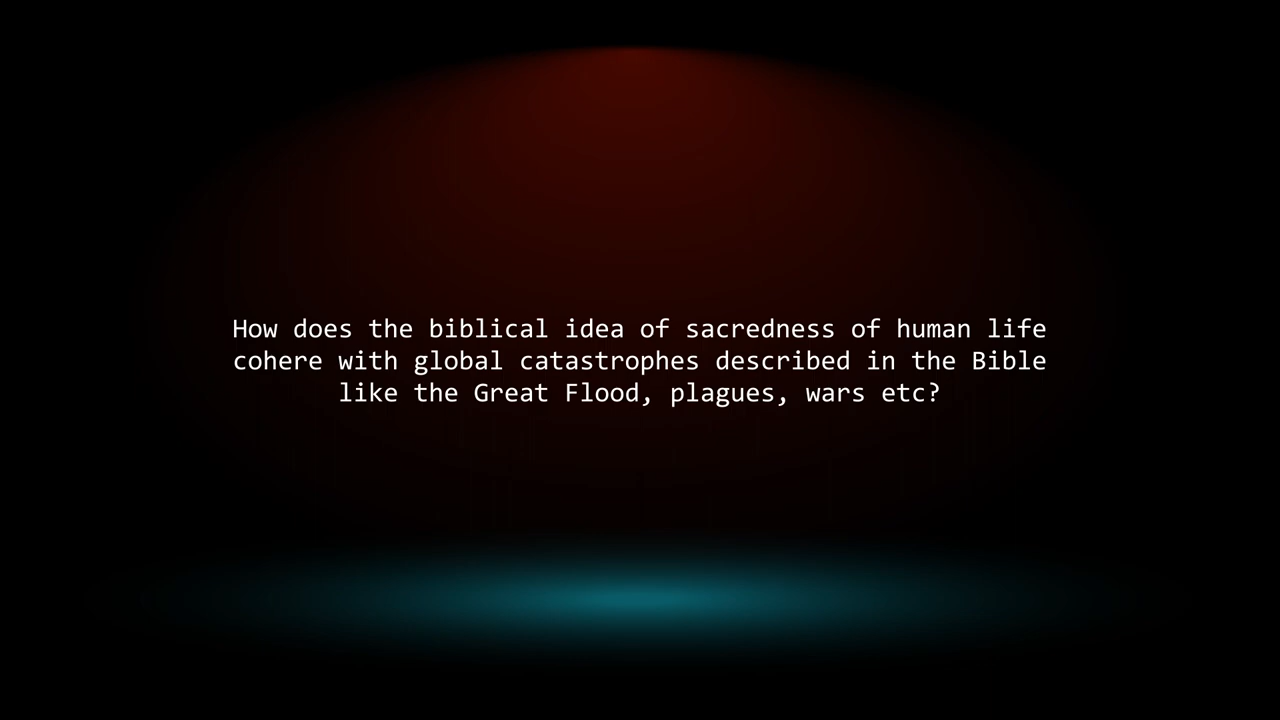 How does the biblical idea of sacredness of human life
cohere with global catastrophes described in the Bible
like the Great Flood, plagues, wars etc?